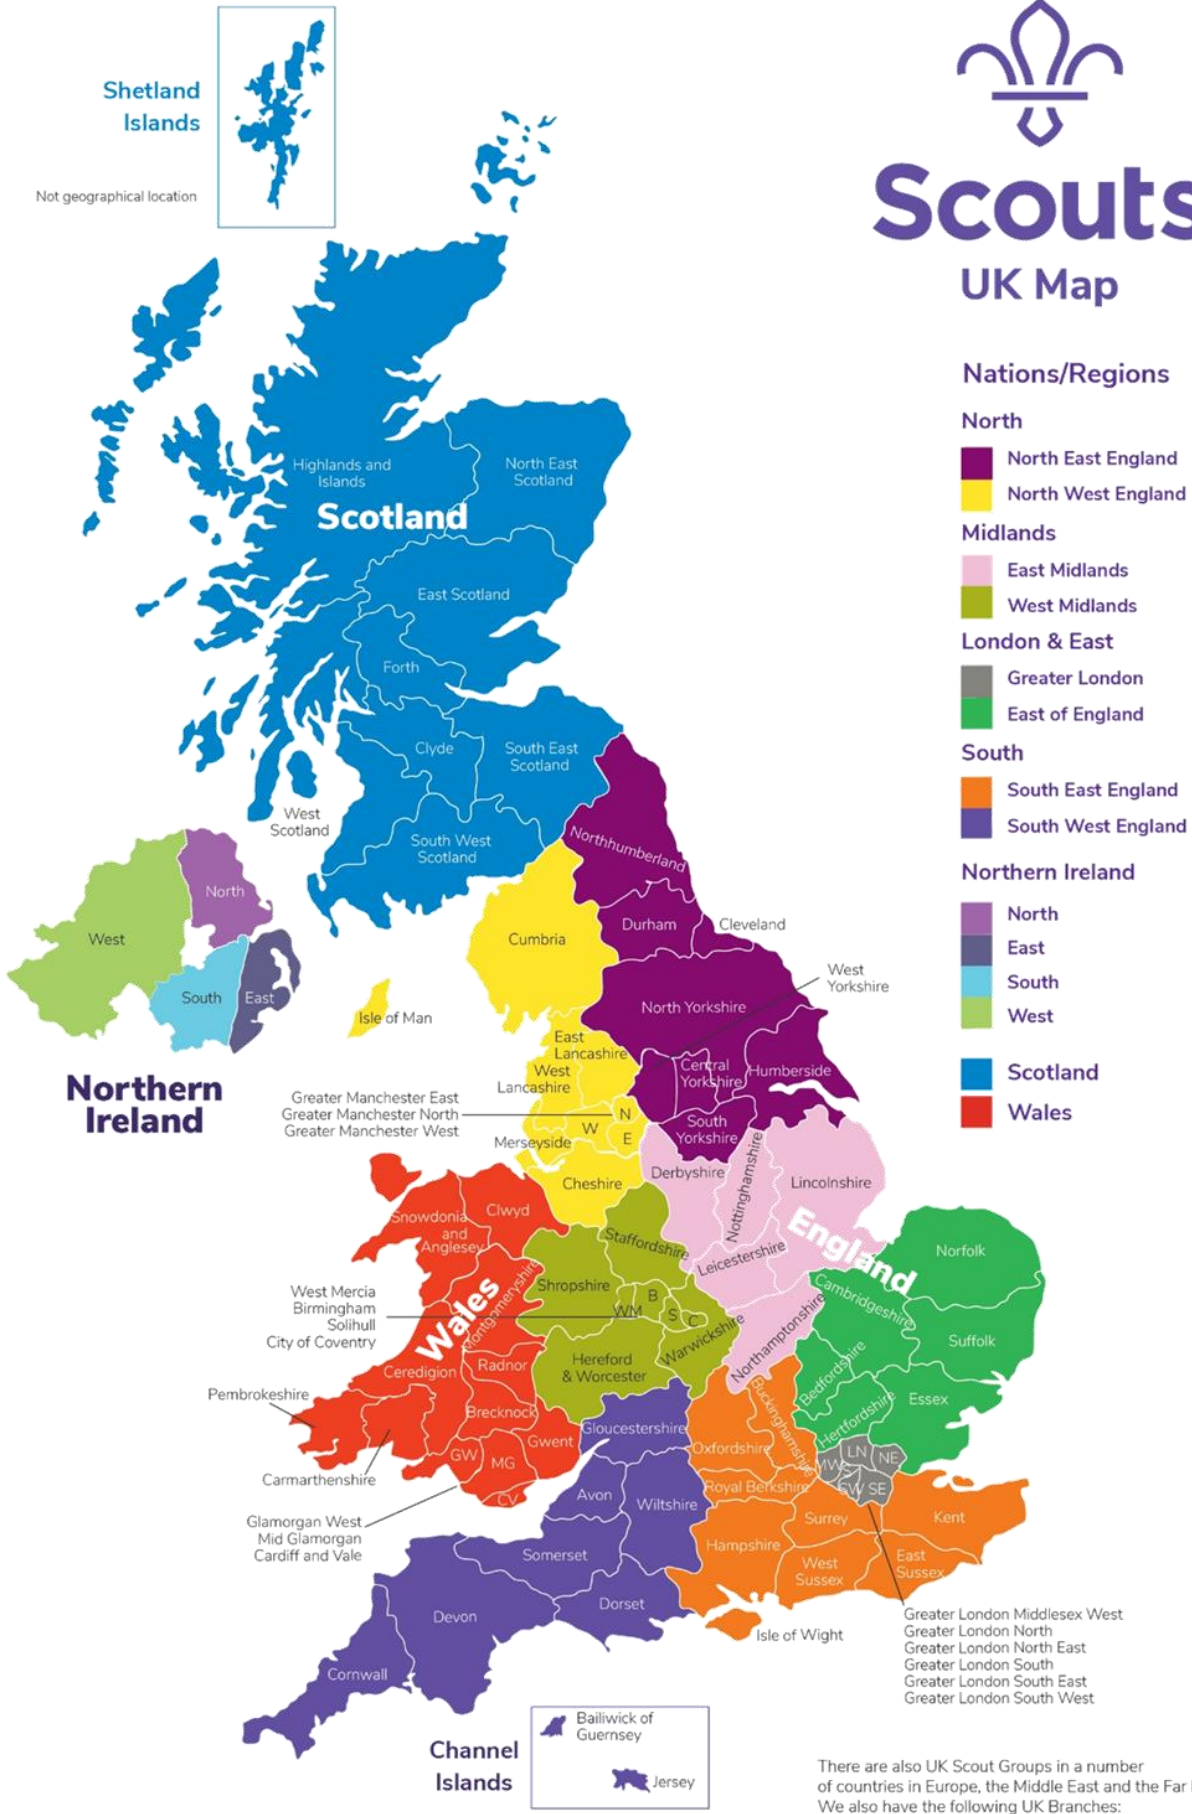 Shetland
Islands
Not geographical location
Scouts
UK Map
Nations/Regions
North
North East England
North West England
Midlands
East Midlands
West Midlands
London & East
Greater London
East of England
South
South East England
South West England
Northern Ireland
North
East
South
West
Scotland
Wales
Highlands and
Islands
North East
Scotland
Scotland
East Scotland
Forth
Clyde
South East
Scotland
West
Scotland
South West
Scotland
North
West
South
East
Northern
Ireland
Northhumberland
Durham
Cleveland
Cumbria
West
Yorkshire
North Yorkshire
Isle of Man
East
Lancashire
West
Lancashire
Central
Yorkshire
Humberside
Greater Manchester East
Greater Manchester North
Greater Manchester West
N
W
E
Merseyside
South
Yorkshire
Cheshire
Derbyshire
Nottinghamshire
Lincolnshire
England
Snowdonia
and
Anglesey
Clwyd
Staffordshire
Leicestershire
Norfolk
Shropshire
Montgomeryshire
Wales
West Mercia
Birmingham
Solihull
City of Coventry
WM
B
S
C
Warwickshire
Northamptonshire
Cambridgeshire
Suffolk
Hereford
& Worcester
Radnor
Ceredigion
Bedfordshire
Essex
Hertfordshire
Buckinghamshire
Pembrokeshire
Brecknock
Gwent
Gloucestershire
Oxfordshire
GW
MG
CV
Carmarthenshire
Glamorgan West
Mid Glamorgan
Cardiff and Vale
LN
NE
MW
S
SW
SE
Royal Berkshire
Avon
Wiltshire
Surrey
Kent
Hampshire
Somerset
West
Sussex
East
Sussex
Dorset
Devon
Isle of Wight
Cornwall
Greater London Middlesex West
Greater London North
Greater London North East
Greater London South
Greater London South East
Greater London South West
Channel
Islands
Bailiwick of
Guernsey
Jersey
There are also UK Scout Groups in a number
of countries in Europe, the Middle East and the Far
We also have the following UK Branches: